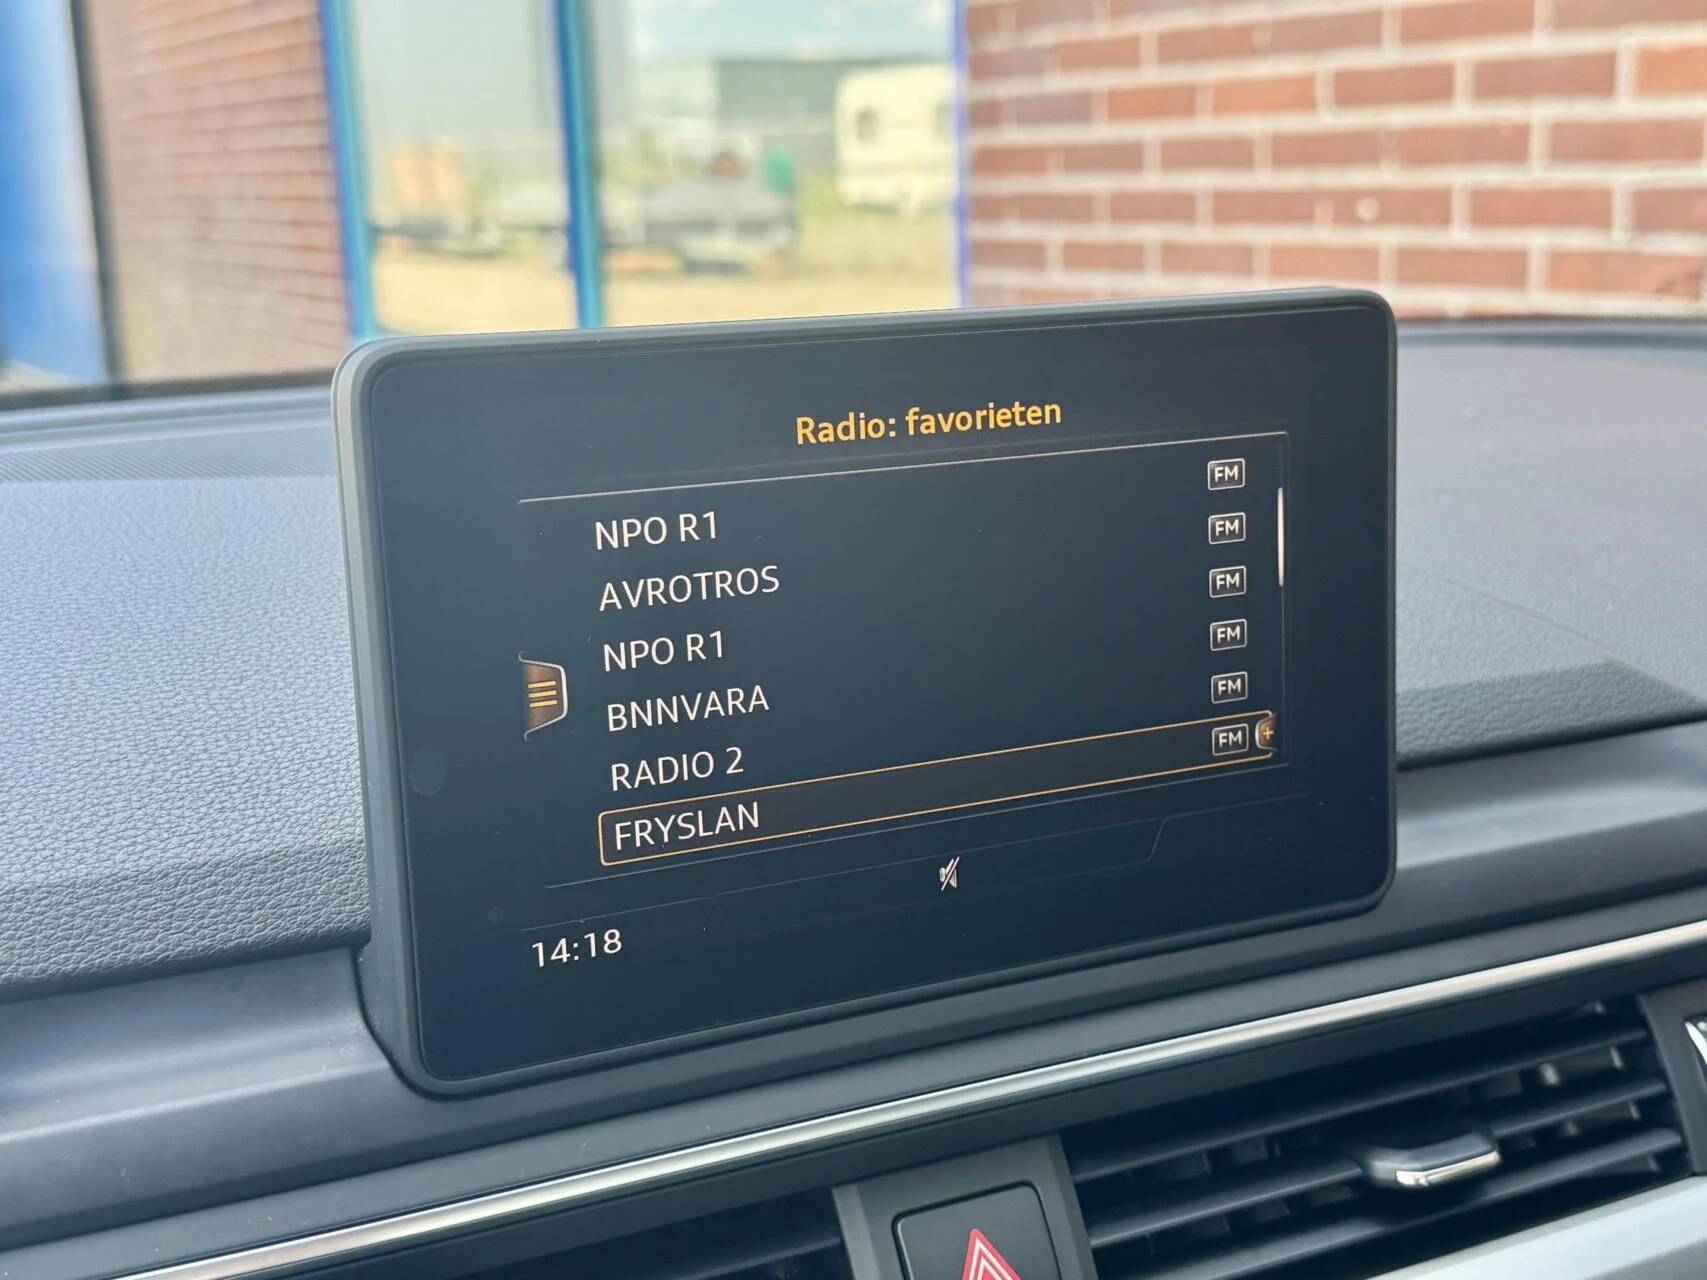 Radio: favorieten
NPO R1 FM
AVROTROS FM
NPO R1 FM
BNNVARA FM
RADIO 2 FM
FRYSLAN FM +
14:18